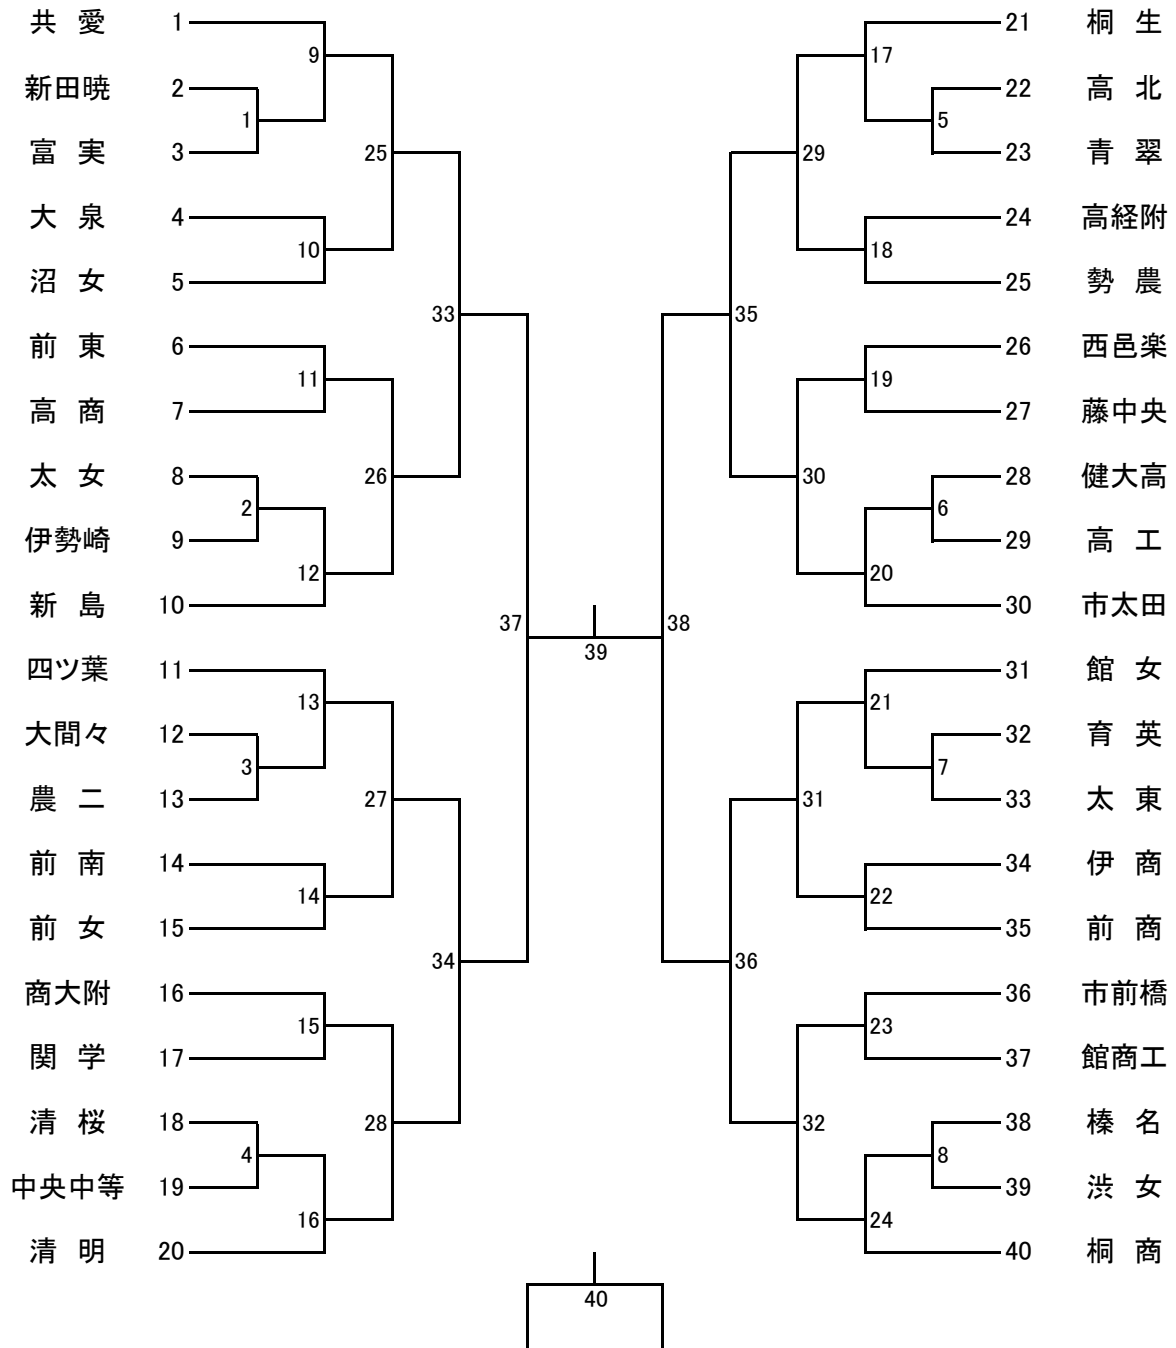 共 愛 1
新田暁 2
富 実 3
大 泉 4
沼 女 5
前 東 6
高 商 7
太 女 8
伊勢崎 9
新 島 10
四ツ葉 11
大間々 12
農 二 13
前 南 14
前 女 15
商大附 16
関 学 17
清 桜 18
中央中等 19
清 明 20
9
1
25
10
33
11
26
2
12
37
13
3
27
14
34
15
28
4
16
39
40
38
17
5
29
18
35
19
30
6
20
21
7
31
22
36
23
32
8
24
21 桐 生
22 高 北
23 青 翠
24 高経附
25 勢 農
26 西邑楽
27 藤中央
28 健大高
29 高 工
30 市太田
31 館 女
32 育 英
33 太 東
34 伊 商
35 前 商
36 市前橋
37 館商工
38 榛 名
39 渋 女
40 桐 商